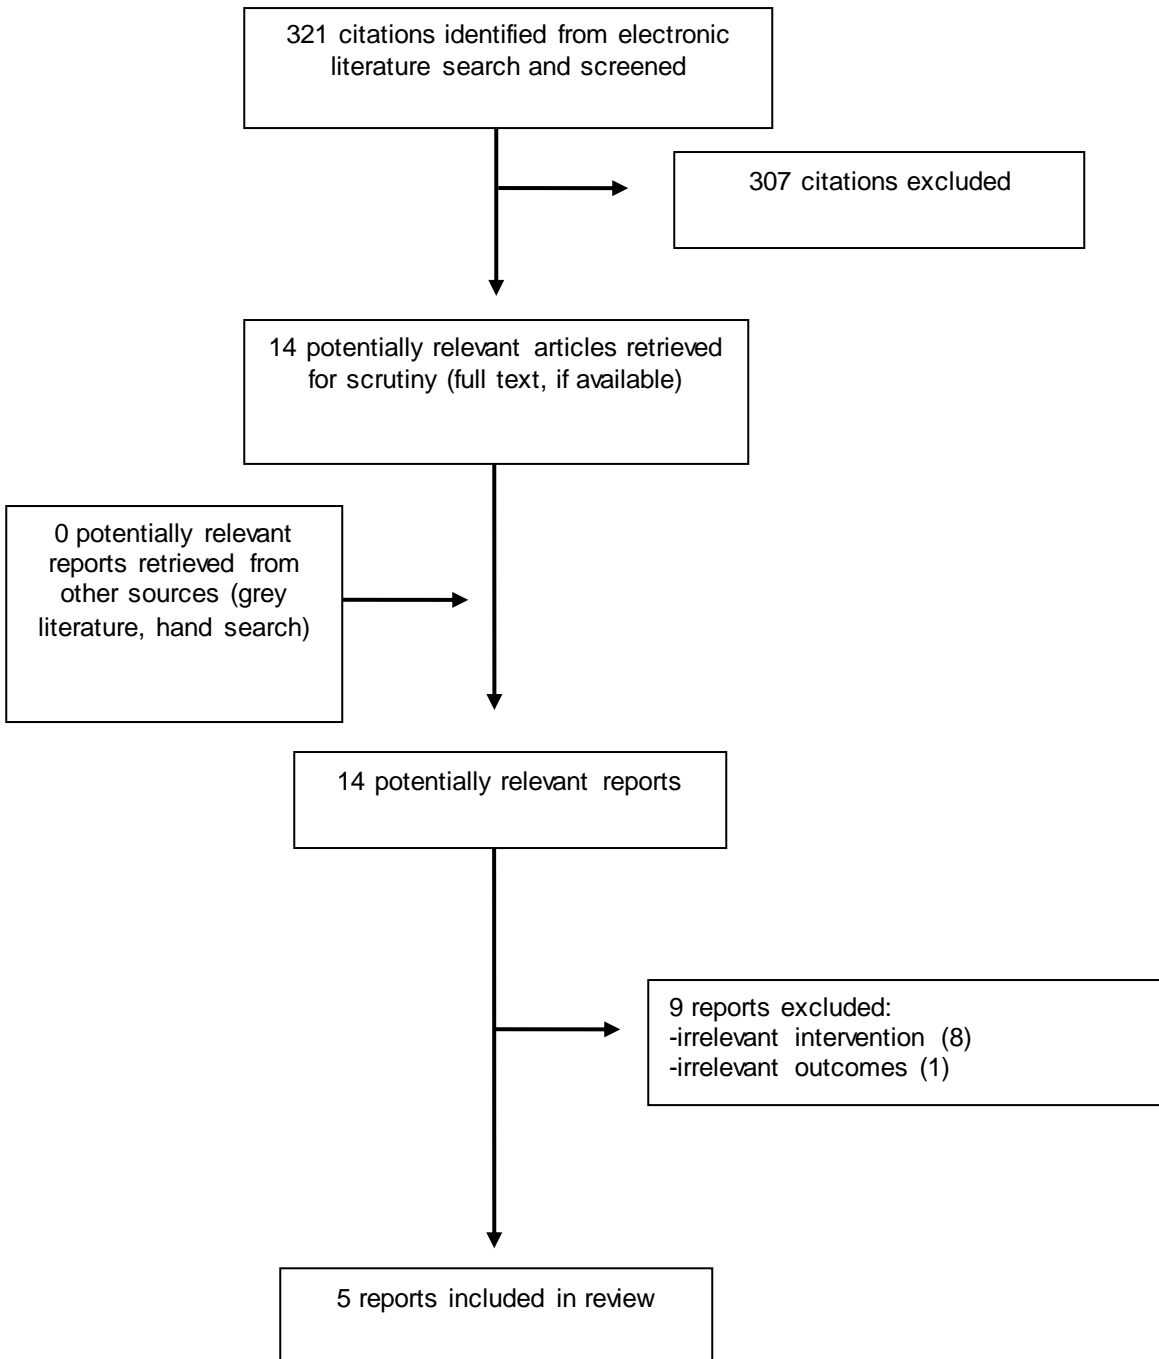 321 citations identified from electronic
literature search and screened
307 citations excluded
14 potentially relevant articles retrieved
for scrutiny (full text, if available)
0 potentially relevant
reports retrieved from
other sources (grey
literature, hand search)
14 potentially relevant reports
9 reports excluded:
-irrelevant intervention (8)
-irrelevant outcomes (1)
5 reports included in review